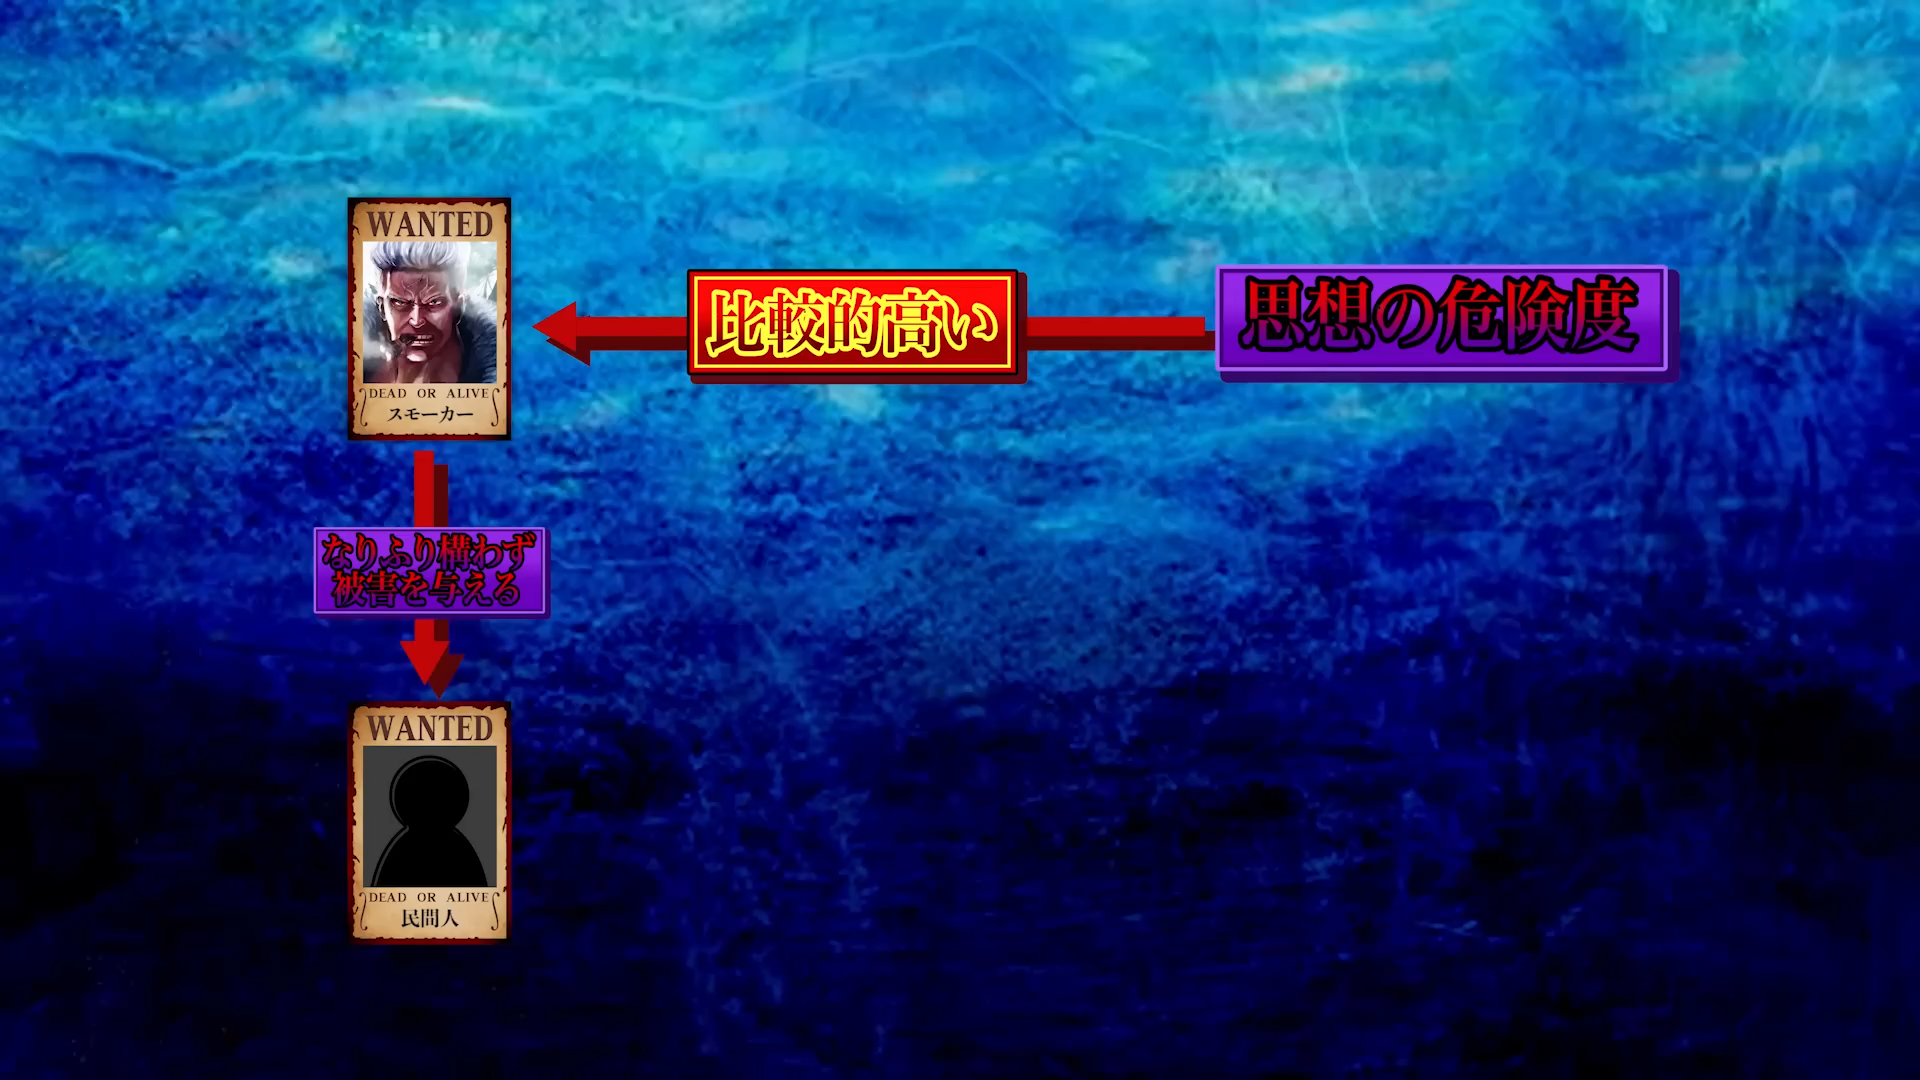 WANTED
DEAD OR ALIVE
スモーカー
比較的高い
思想の危険度
なりふり構わず
被害を与える
WANTED
DEAD OR ALIVE
民間人